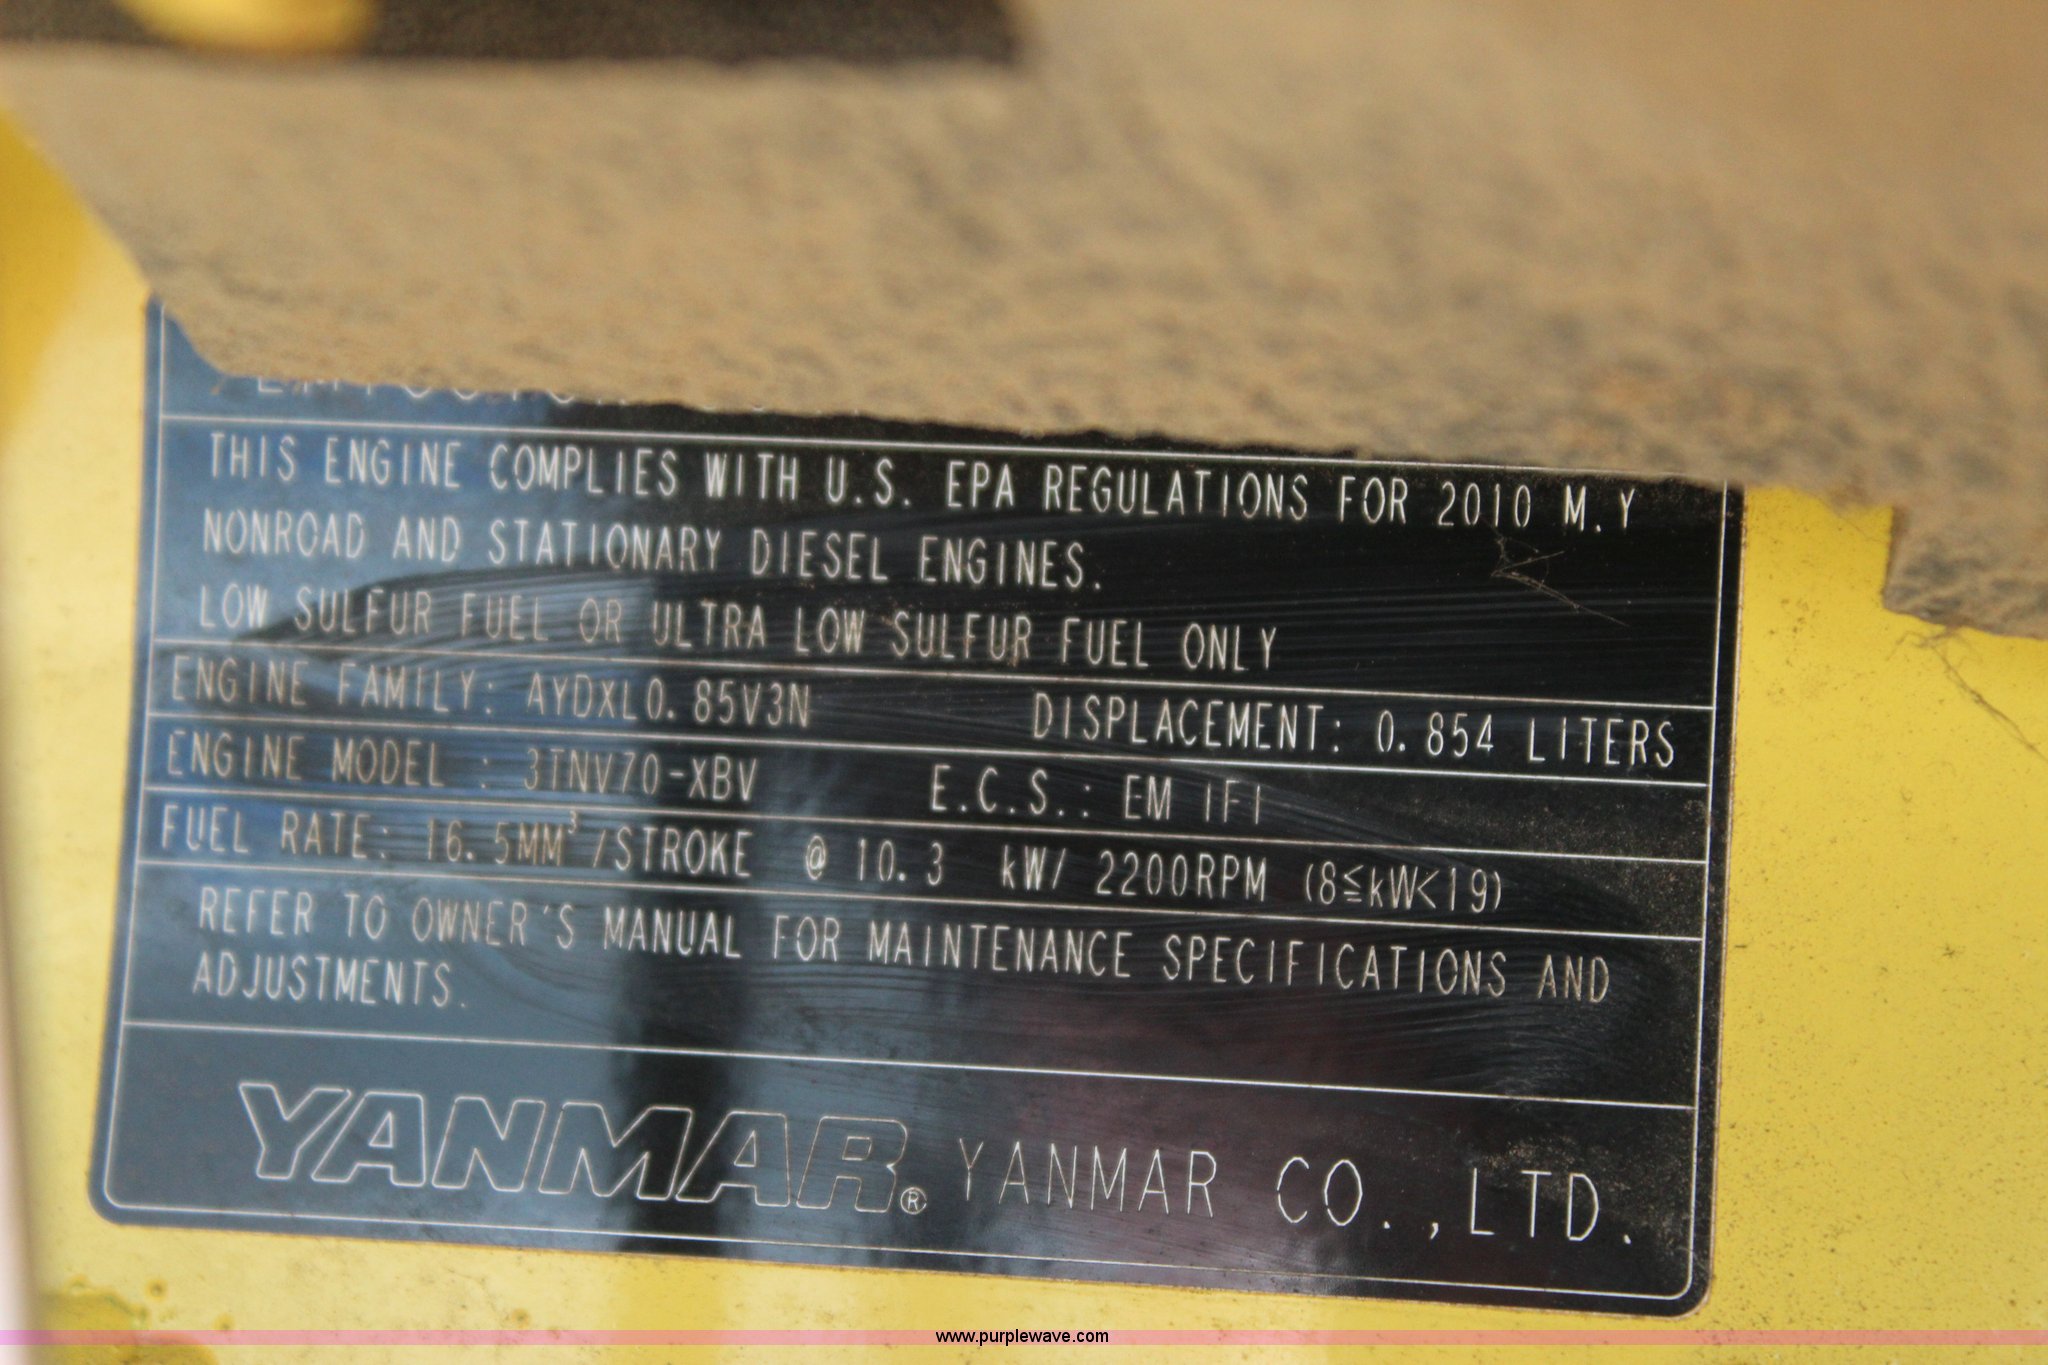 THIS ENGINE COMPLIES WITH U.S. EPA REGULATIONS FOR 2010 M.Y
NONROAD AND STATIONARY DIESEL ENGINES.
LOW SULFUR FUEL OR ULTRA LOW SULFUR FUEL ONLY
ENGINE FAMILY: AYDXL0.85V3N DISPLACEMENT: 0.854 LITERS
ENGINE MODEL : 3TNV70-XBV E.C.S.: EM IFI
FUEL RATE: 16.5MM³/STROKE @ 10.3 kW/ 2200RPM (8≦kW<19)
REFER TO OWNER'S MANUAL FOR MAINTENANCE SPECIFICATIONS AND
ADJUSTMENTS.
YANMAR® YANMAR CO.,LTD.
www.purplewave.com